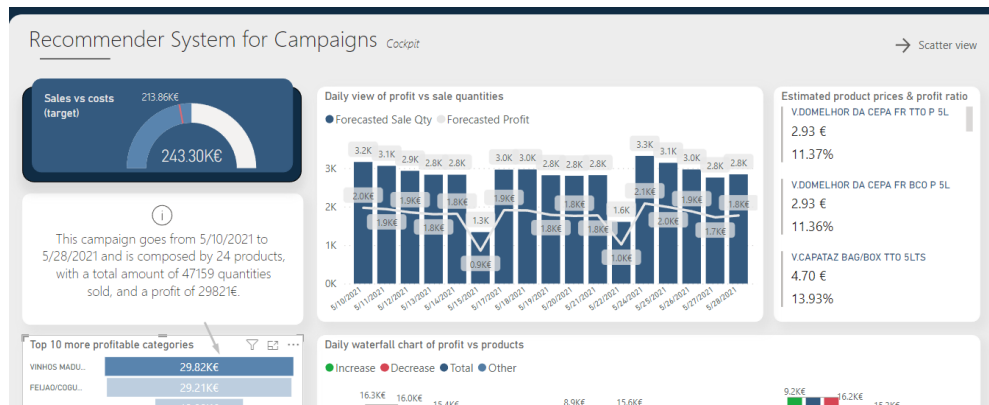 Recommender System for Campaigns Cockpit
Scatter view
Sales vs costs
(target)
213.86K€
243.30K€
This campaign goes from 5/10/2021 to
5/28/2021 and is composed by 24 products,
with a total amount of 47159 quantities
sold, and a profit of 29821€.
Top 10 more profitable categories
VINHOS MADU...
29.82K€
FEIJAO/COGU...
29.21K€
Daily view of profit vs sale quantities
Forecasted Sale Qty Forecasted Profit
3K
2K
1K
0K
3.2K 3.1K 2.9K 2.8K 2.8K 1.3K 3.0K 3.0K 2.8K 2.8K 2.8K 1.6K 3.3K 3.1K 3.0K 2.8K 2.8K
2.0K€ 1.9K€ 1.9K€ 1.8K€ 1.8K€ 0.9K€ 1.9K€ 1.8K€ 1.8K€ 1.8K€ 1.0K€ 2.1K€ 2.0K€ 1.9K€ 1.7K€ 1.8K€
5/10/2021 5/11/2021 5/12/2021 5/13/2021 5/14/2021 5/15/2021 5/17/2021 5/18/2021 5/19/2021 5/20/2021 5/21/2021 5/22/2021 5/24/2021 5/25/2021 5/26/2021 5/27/2021 5/28/2021
Estimated product prices & profit ratio
V.DOMELHOR DA CEPA FR TTO P 5L
2.93 €
11.37%
V.DOMELHOR DA CEPA FR BCO P 5L
2.93 €
11.36%
V.CAPATAZ BAG/BOX TTO 5LTS
4.70 €
13.93%
Daily waterfall chart of profit vs products
Increase Decrease Total Other
16.3K€ 16.0K€ 15.4K€ 8.9K€ 15.6K€ 9.2K€ 16.2K€